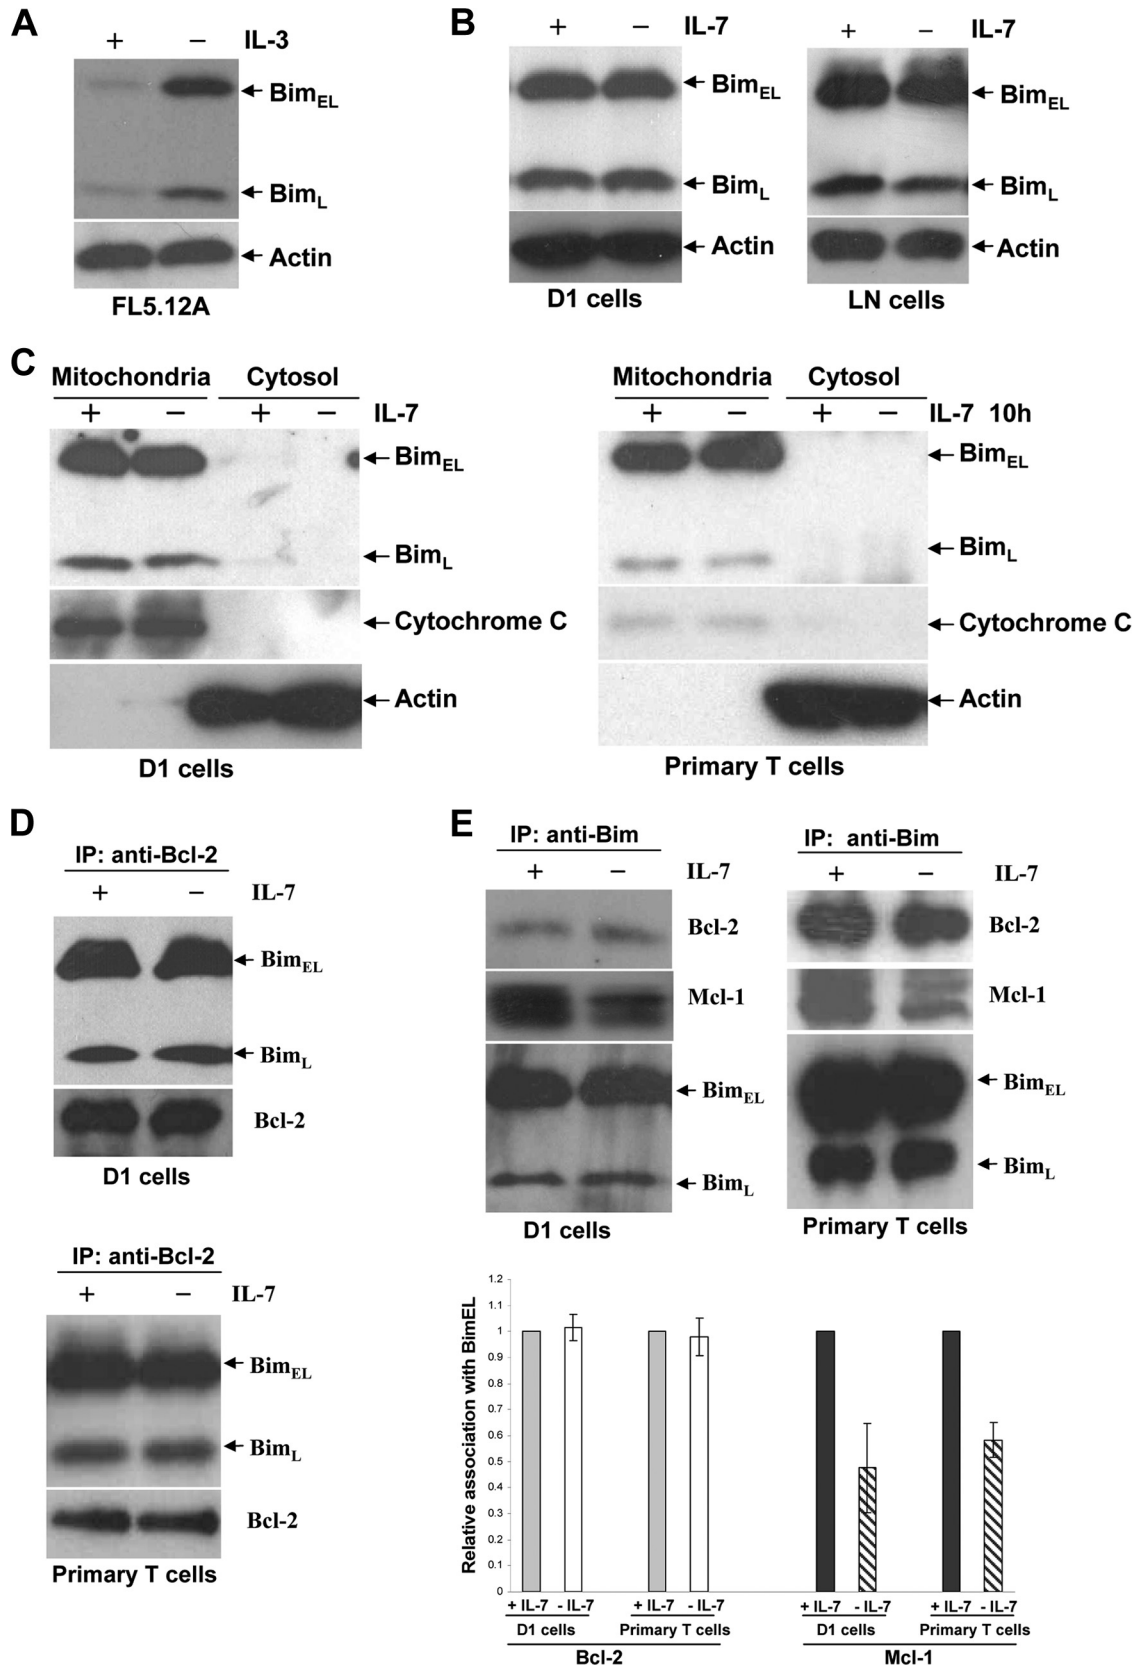 A
+ − IL-3
BimEL
BimL
Actin
FL5.12A
B
+ − IL-7
BimEL
BimL
Actin
D1 cells
+ − IL-7
BimEL
BimL
Actin
LN cells
C
Mitochondria Cytosol
+ − + − IL-7
BimEL
BimL
Cytochrome C
Actin
D1 cells
Mitochondria Cytosol
+ − + − IL-7 10h
BimEL
BimL
Cytochrome C
Actin
Primary T cells
D
IP: anti-Bcl-2
+ − IL-7
BimEL
BimL
Bcl-2
D1 cells
IP: anti-Bcl-2
+ − IL-7
BimEL
BimL
Bcl-2
Primary T cells
E
IP: anti-Bim
+ − IL-7
Bcl-2
Mcl-1
BimEL
BimL
D1 cells
IP: anti-Bim
+ − IL-7
Bcl-2
Mcl-1
BimEL
BimL
Primary T cells
Relative association with BimEL
1.2
1.1
1
0.9
0.8
0.7
0.6
0.5
0.4
0.3
0.2
0.1
0
+ IL-7 - IL-7 + IL-7 - IL-7 + IL-7 - IL-7 + IL-7 - IL-7
D1 cells Primary T cells D1 cells Primary T cells
Bcl-2 Mcl-1